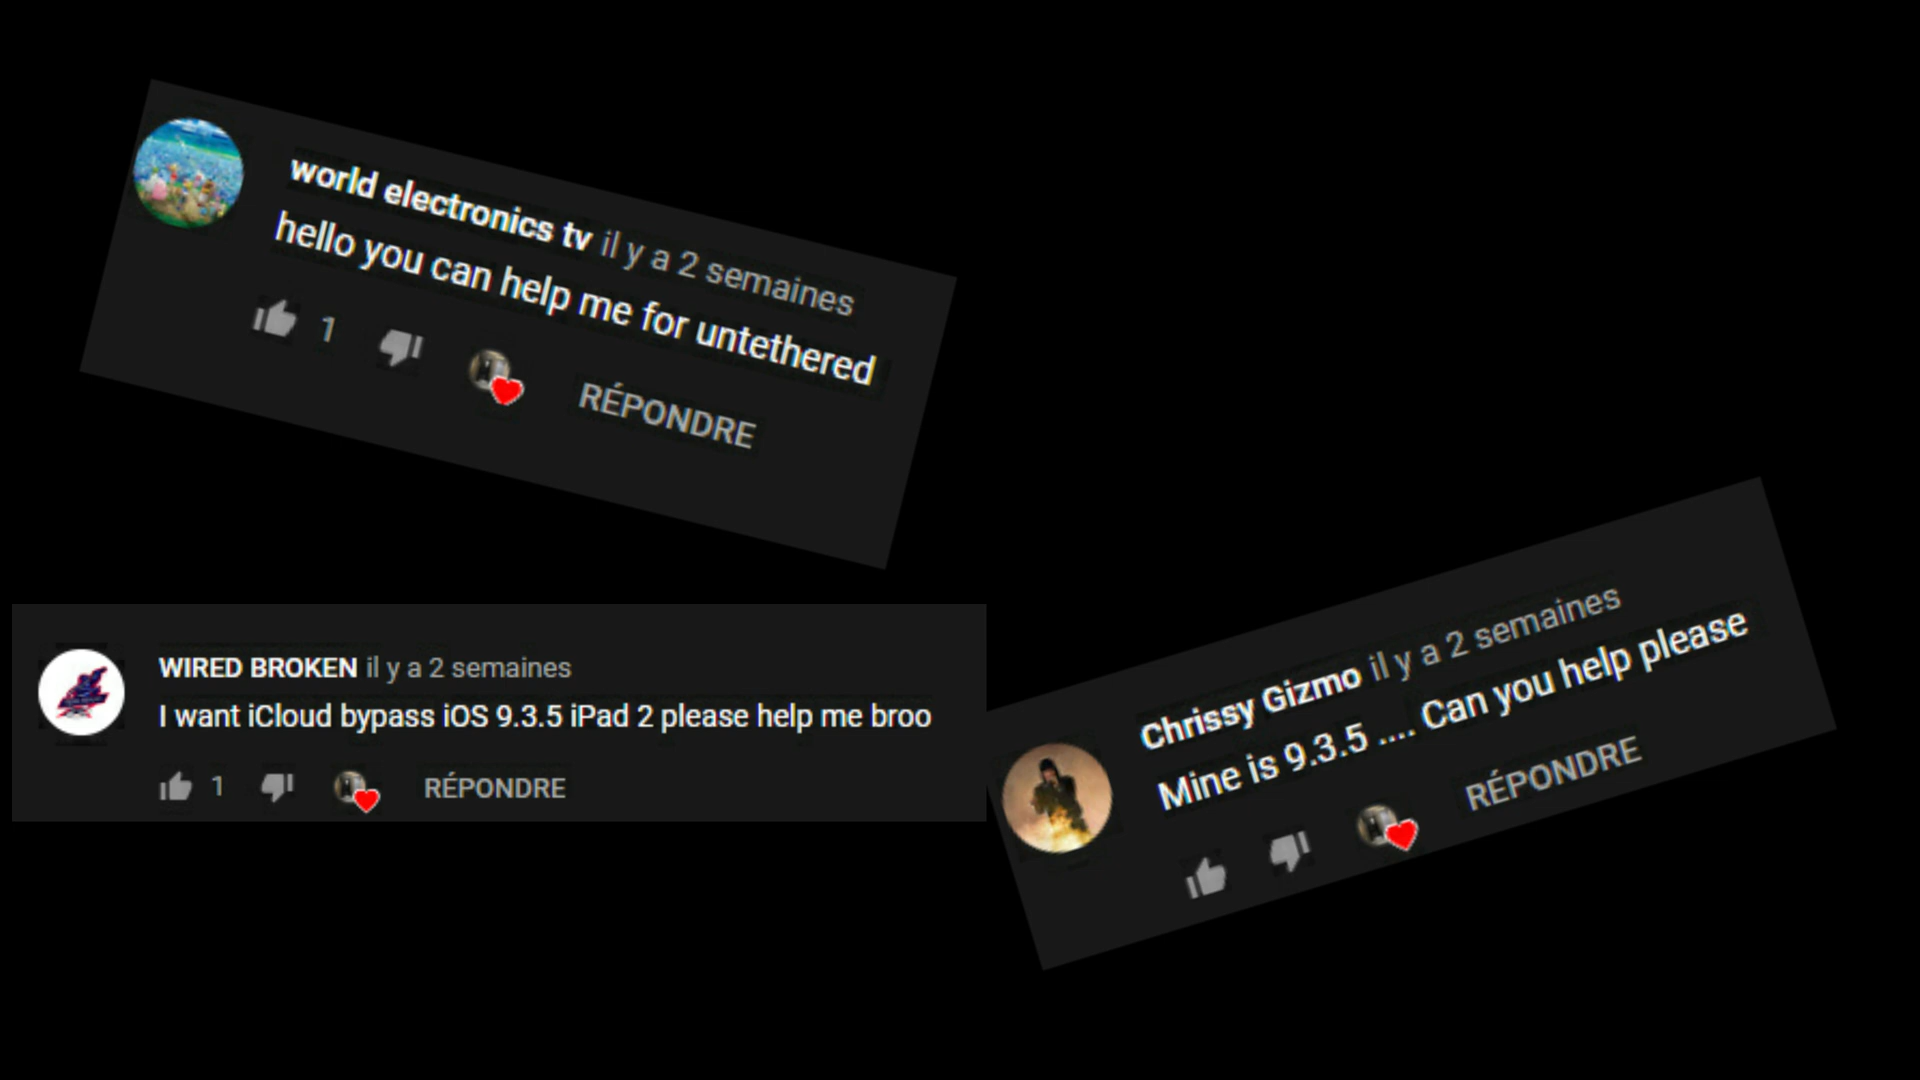 world electronics tv il y a 2 semaines
hello you can help me for untethered
1
RÉPONDRE
WIRED BROKEN il y a 2 semaines
I want iCloud bypass iOS 9.3.5 iPad 2 please help me broo
1
RÉPONDRE
Chrissy Gizmo il y a 2 semaines
Mine is 9.3.5 .... Can you help please
RÉPONDRE